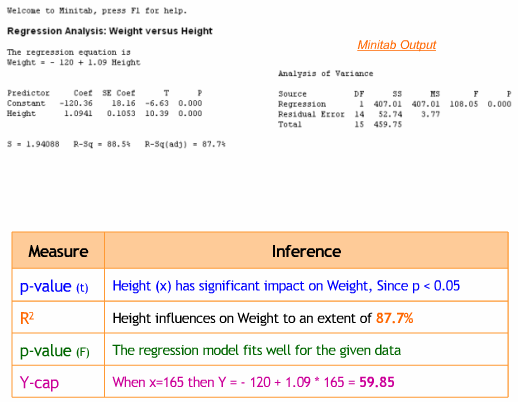 Welcome to Minitab, press F1 for help.
Regression Analysis: Weight versus Height
Minitab Output
The regression equation is
Weight = - 120 + 1.09 Height
Predictor Coef SE Coef T P
Constant -120.36 18.16 -6.63 0.000
Height 1.0941 0.1053 10.39 0.000
S = 1.94088 R-Sq = 88.5% R-Sq(adj) = 87.7%
Analysis of Variance
Source DF SS MS F P
Regression 1 407.01 407.01 108.05 0.000
Residual Error 14 52.74 3.77
Total 15 459.75
Measure Inference
p-value (t) Height (x) has significant impact on Weight, Since p < 0.05
R² Height influences on Weight to an extent of 87.7%
p-value (F) The regression model fits well for the given data
Y-cap When x=165 then Y = - 120 + 1.09 * 165 = 59.85